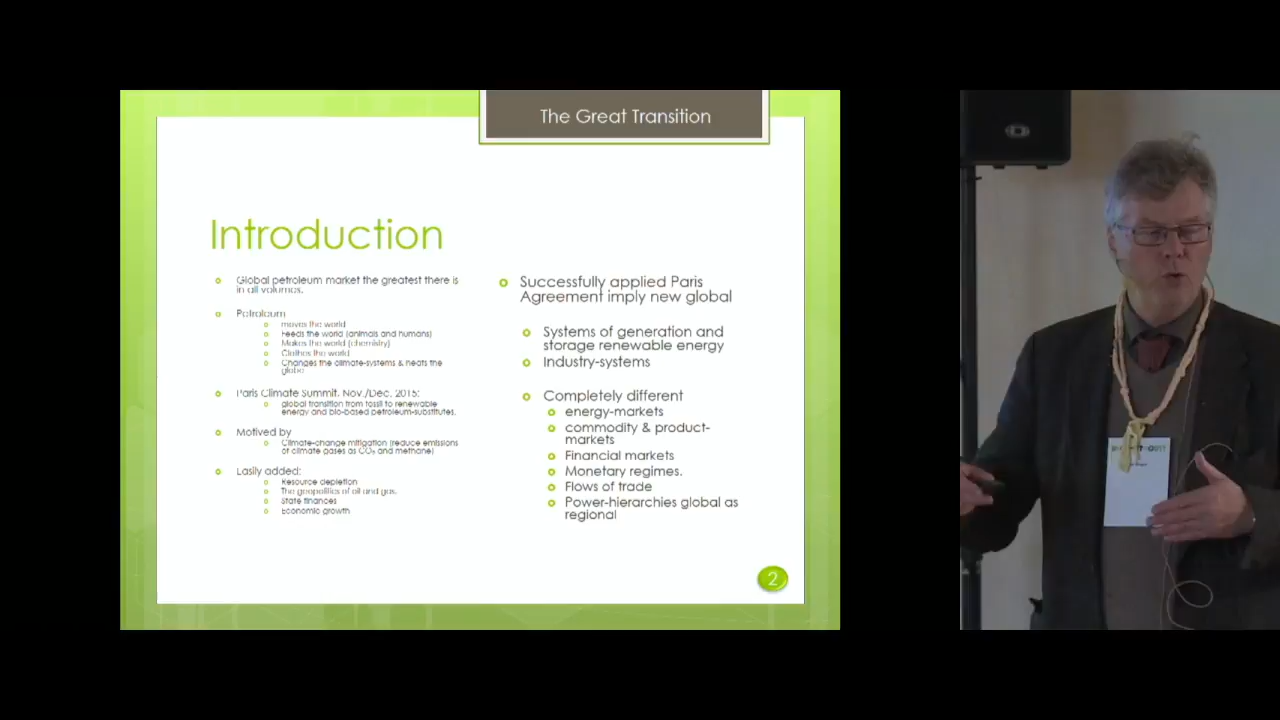 The Great Transition
Introduction
Global petroleum market the greatest there is
in all volumes.
Petroleum
moves the world
Feeds the world (animals and humans)
Makes the world (chemistry)
Clothes the world
Changes the climate-systems & heats the
globe
Paris Climate Summit, Nov./Dec. 2015:
global transition from fossil to renewable
energy and bio-based petroleum-substitutes.
Motived by
Climate-change mitigation (reduce emissions
of climate gases as CO₂ and methane)
Easily added:
Resource depletion
The geopolitics of oil and gas.
State finances
Economic growth
Successfully applied Paris
Agreement imply new global
Systems of generation and
storage renewable energy
Industry-systems
Completely different
energy-markets
commodity & product-
markets
Financial markets
Monetary regimes.
Flows of trade
Power-hierarchies global as
regional
2